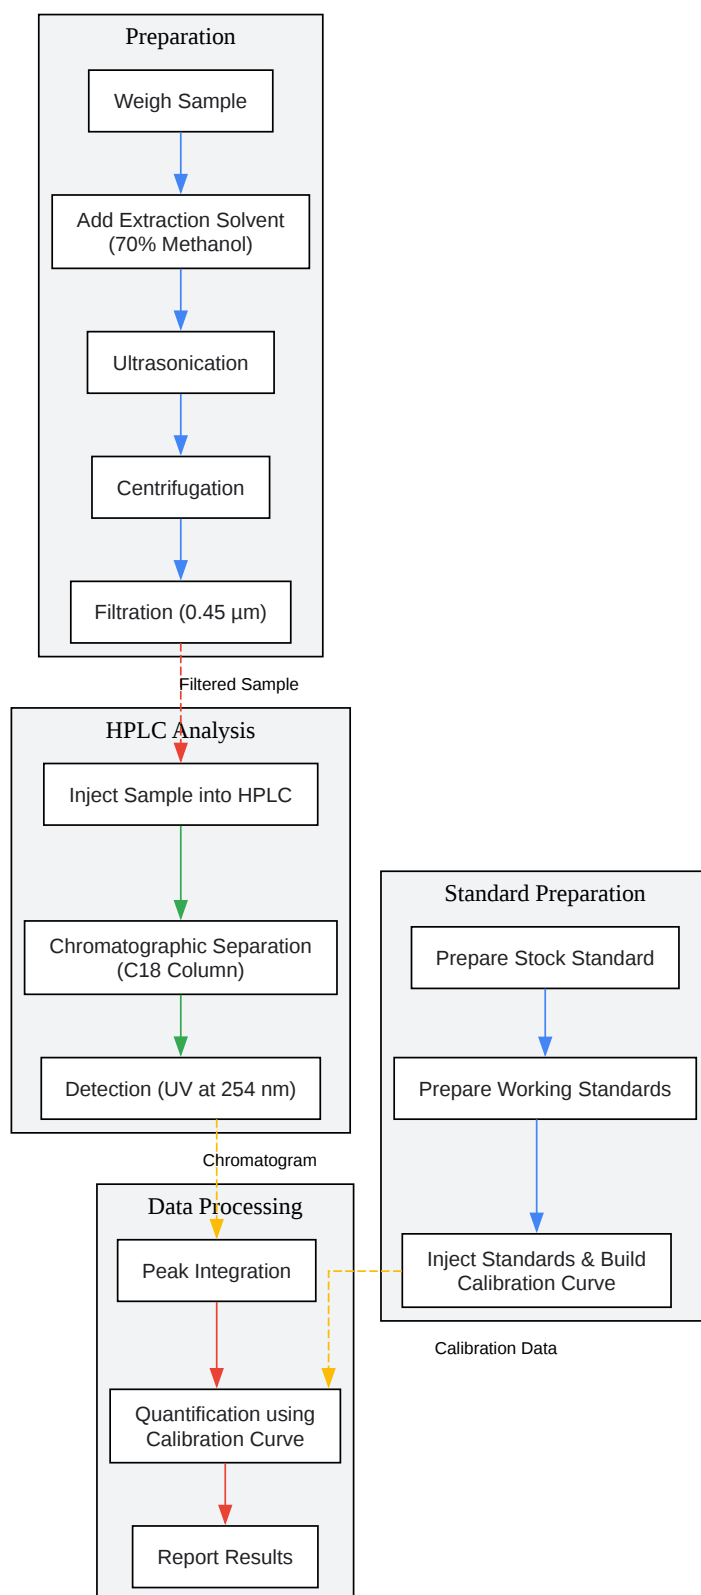 Preparation
Weigh Sample
Add Extraction Solvent
(70% Methanol)
Ultrasonication
Centrifugation
Filtration (0.45 µm)
Filtered Sample
HPLC Analysis
Inject Sample into HPLC
Chromatographic Separation
(C18 Column)
Detection (UV at 254 nm)
Chromatogram
Standard Preparation
Prepare Stock Standard
Prepare Working Standards
Inject Standards & Build
Calibration Curve
Calibration Data
Data Processing
Peak Integration
Quantification using
Calibration Curve
Report Results